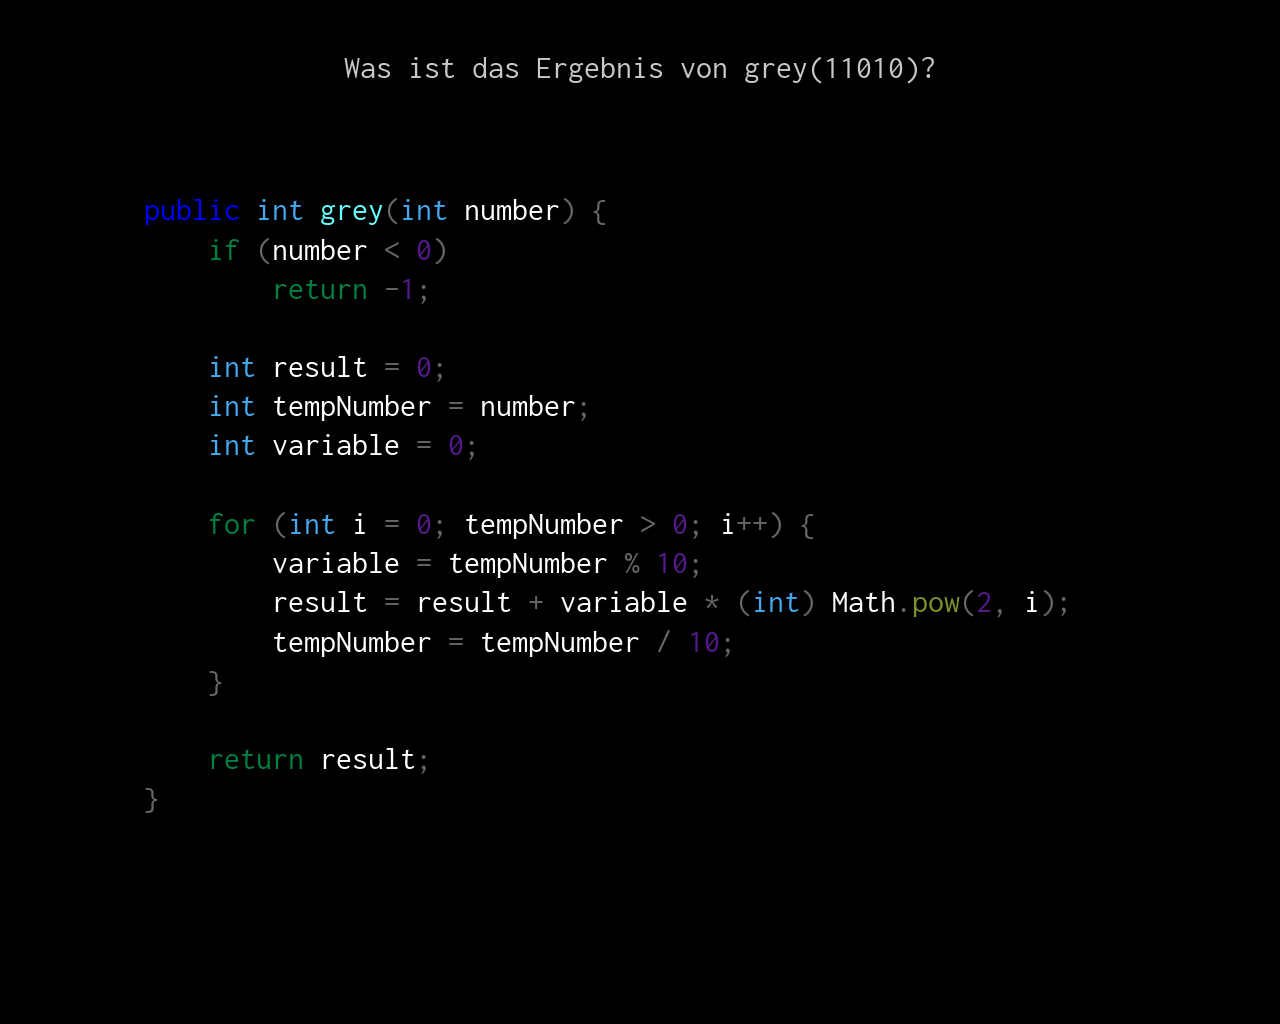 Was ist das Ergebnis von grey(11010)?
public int grey(int number) {
    if (number < 0)
        return -1;
    int result = 0;
    int tempNumber = number;
    int variable = 0;
    for (int i = 0; tempNumber > 0; i++) {
        variable = tempNumber % 10;
        result = result + variable * (int) Math.pow(2, i);
        tempNumber = tempNumber / 10;
    }
    return result;
}